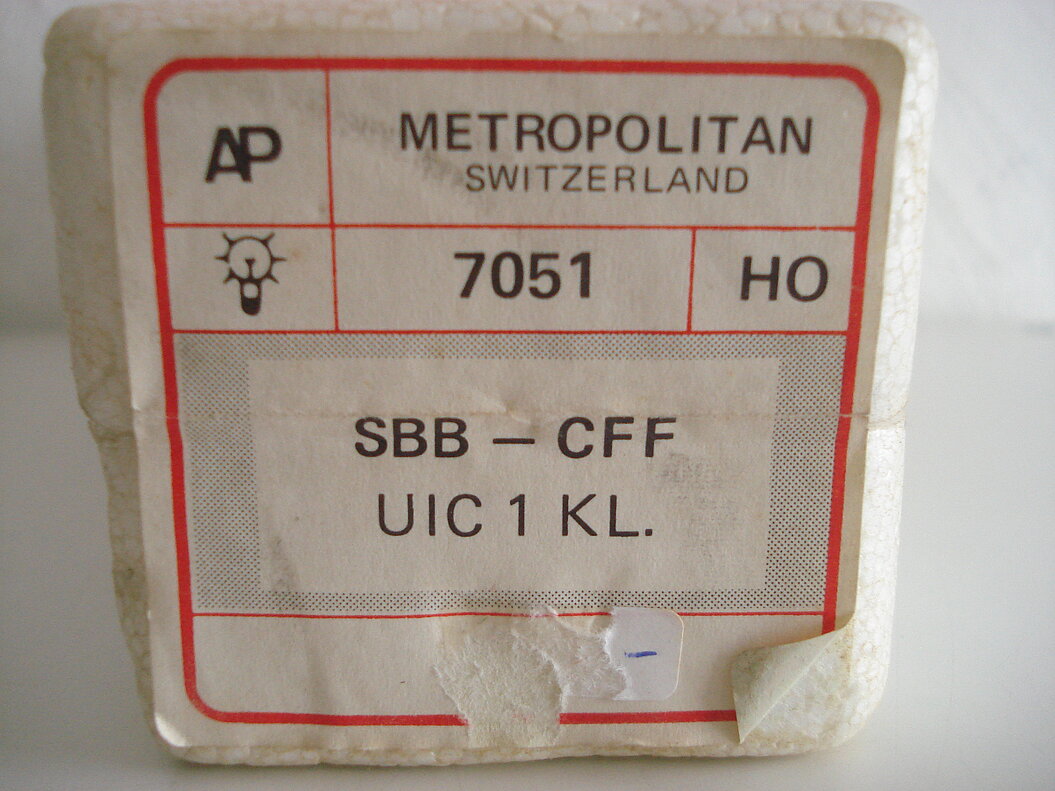 AP
METROPOLITAN
SWITZERLAND
7051
HO
SBB – CFF
UIC 1 KL.
-